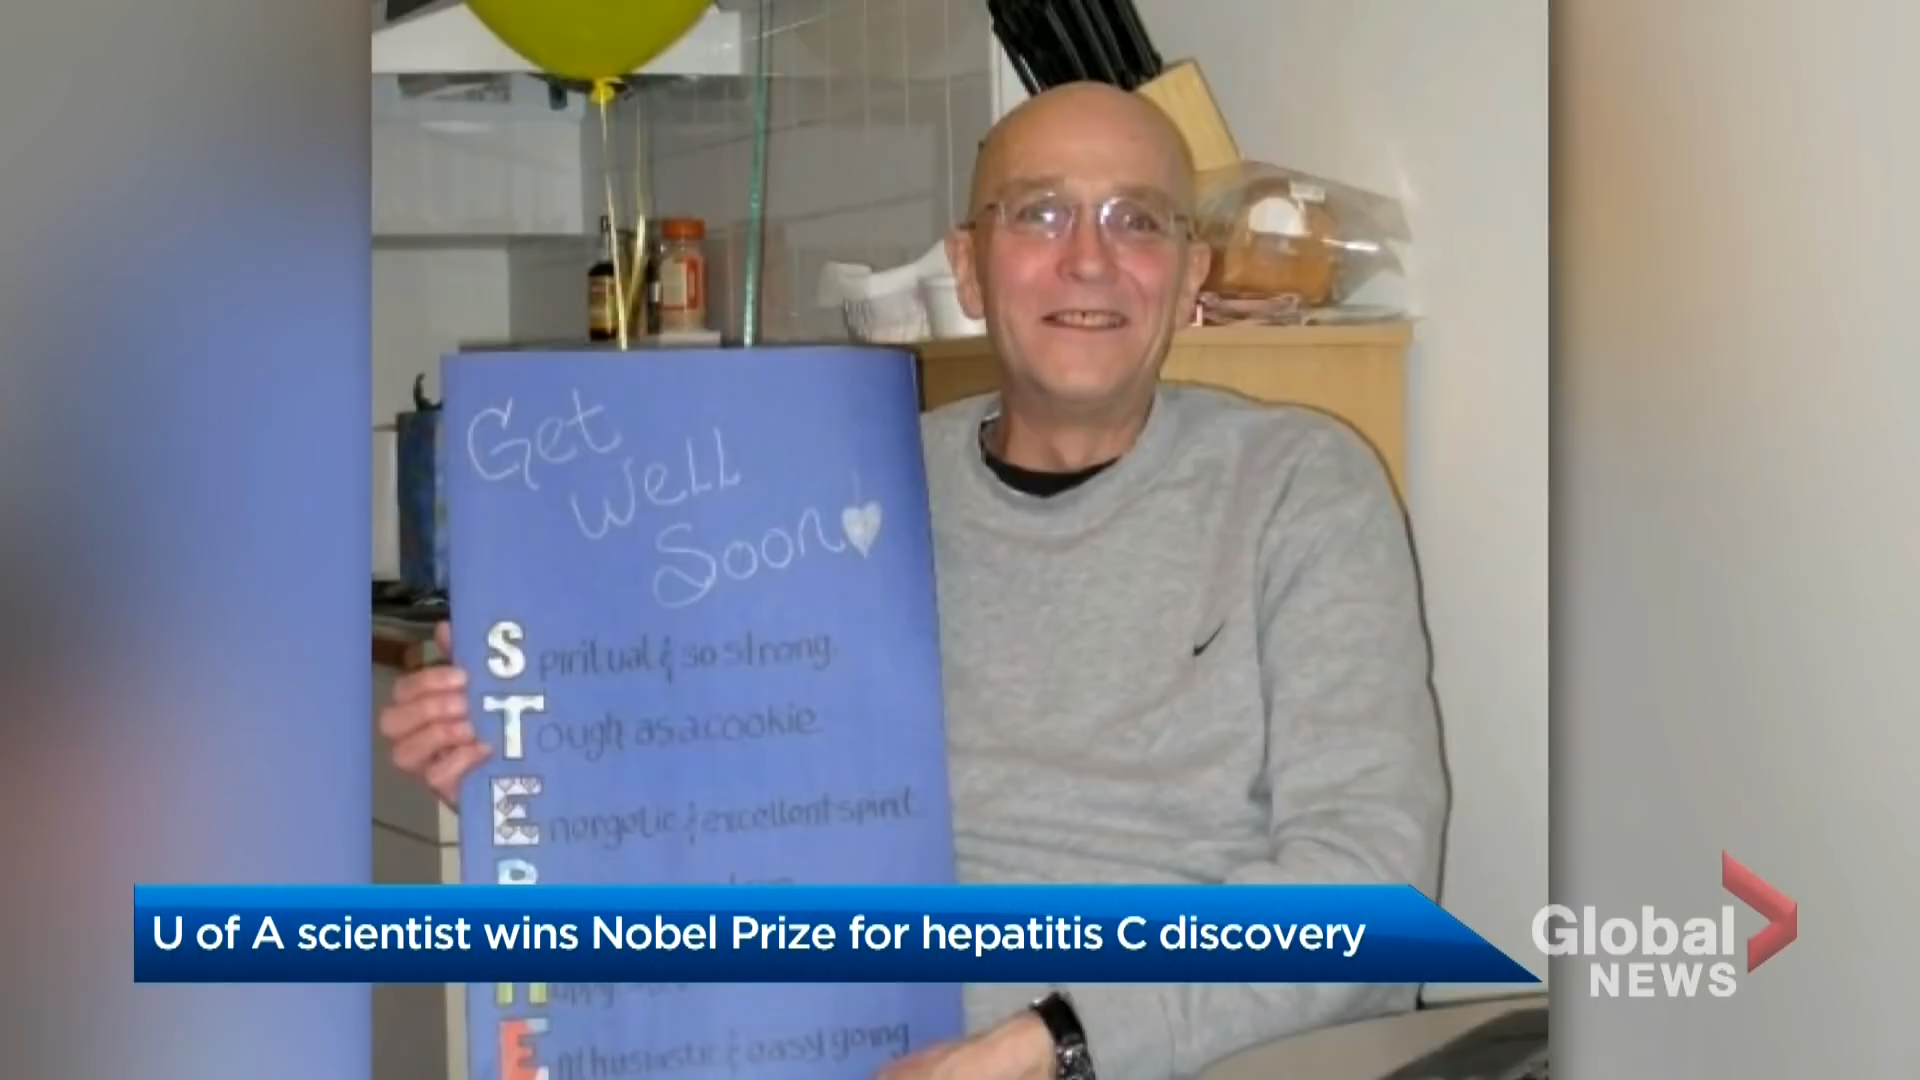 Get
Well
Soon
Spiritual & so strong
Tough as a cookie
Energetic & excellent spirit
P
U of A scientist wins Nobel Prize for hepatitis C discovery
Global
NEWS
H
Enthusiastic & easy going